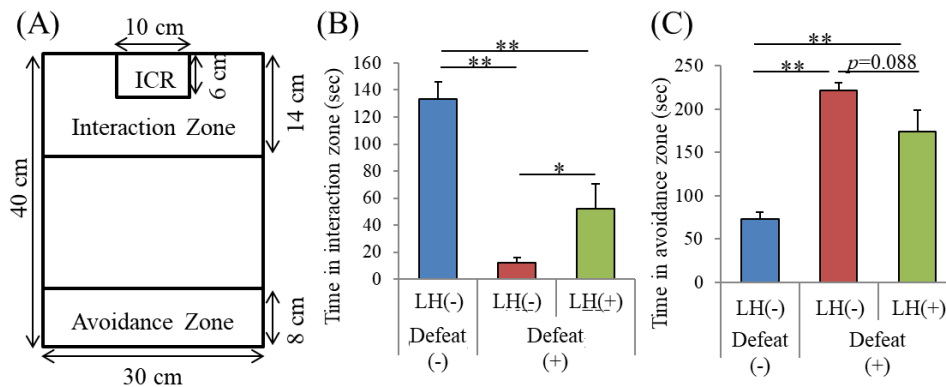 (A)
10 cm
ICR
6 cm
Interaction Zone
14 cm
40 cm
Avoidance Zone
8 cm
30 cm
(B)
**
**
*
Time in interaction zone (sec)
160
140
120
100
80
60
40
20
0
LH(-) LH(-) LH(+)
Defeat Defeat
(-) (+)
(C)
**
** p=0.088
Time in avoidance zone (sec)
250
200
150
100
50
0
LH(-) LH(-) LH(+)
Defeat Defeat
(-) (+)